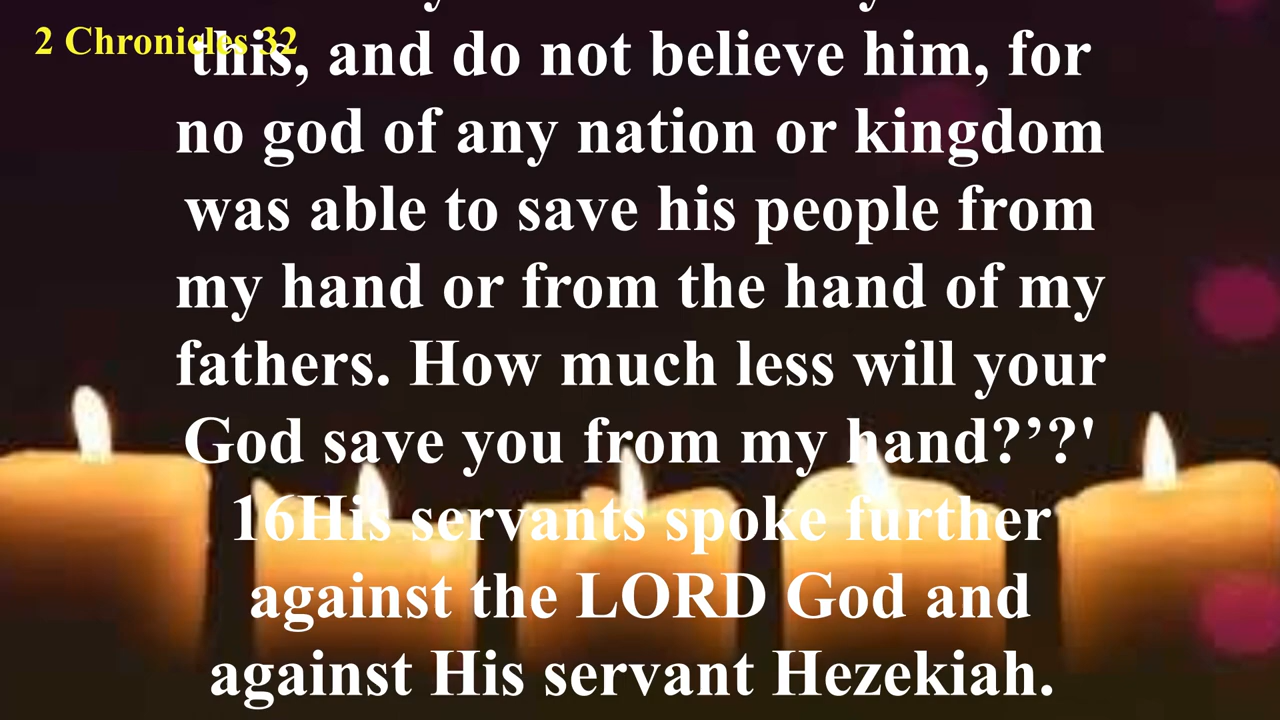 2 Chronicles 32
this, and do not believe him, for
no god of any nation or kingdom
was able to save his people from
my hand or from the hand of my
fathers. How much less will your
God save you from my hand?’?'
16His servants spoke further
against the LORD God and
against His servant Hezekiah.